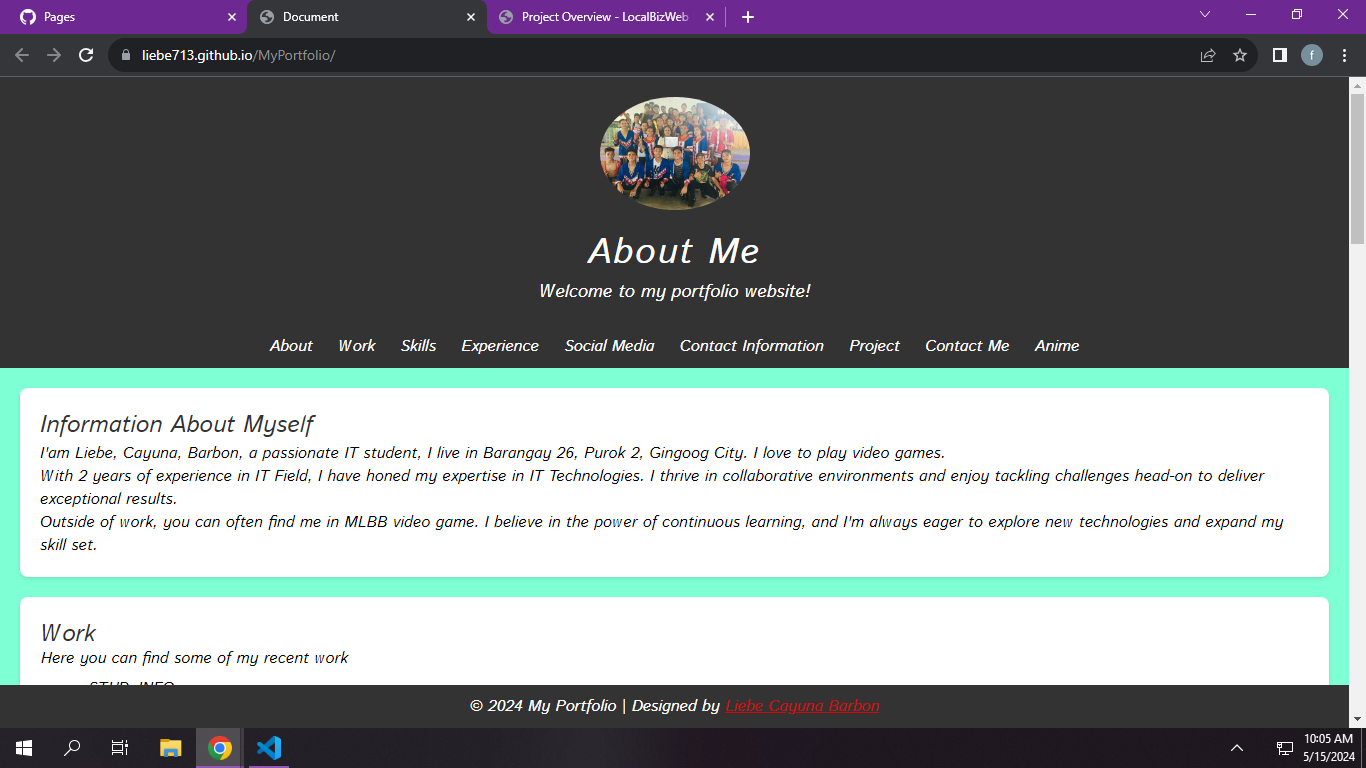 Pages
Document
Project Overview - LocalBizWeb
liebe713.github.io/MyPortfolio/
f
About Me
Welcome to my portfolio website!
About Work Skills Experience Social Media Contact Information Project Contact Me Anime
Information About Myself
I'am Liebe, Cayuna, Barbon, a passionate IT student, I live in Barangay 26, Purok 2, Gingoog City. I love to play video games.
With 2 years of experience in IT Field, I have honed my expertise in IT Technologies. I thrive in collaborative environments and enjoy tackling challenges head-on to deliver
exceptional results.
Outside of work, you can often find me in MLBB video game. I believe in the power of continuous learning, and I'm always eager to explore new technologies and expand my
skill set.
Work
Here you can find some of my recent work
© 2024 My Portfolio | Designed by Liebe Cayuna Barbon
10:05 AM
5/15/2024